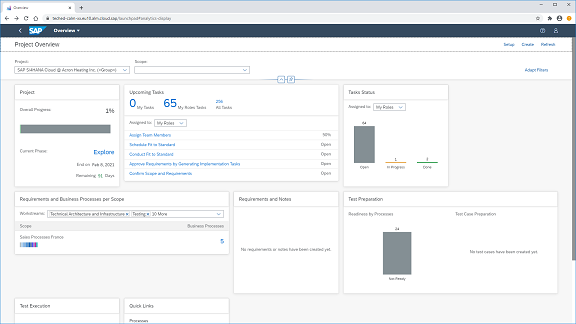 Overview
teched-calm-xx.eu10.alm.cloud.sap/launchpad#analytics-display
SAP
Overview
Project Overview
Setup
Create
Refresh
Project:
SAP S/4HANA Cloud @ Acron Heating Inc. (<Group>)
Scope:
Adapt Filters
Project
Overall Progress:
1%
Current Phase:
Explore
End on Feb 8, 2021
Remaining 91 Days
Upcoming Tasks
0 My Tasks
65 My Roles Tasks
All Tasks
Assigned to:
My Roles
Assign Team Members
50%
Schedule Fit to Standard
Open
Conduct Fit to Standard
Open
Approve Requirements by Generating Implementation Tasks
Open
Confirm Scope and Requirements
Open
Tasks Status
Assigned to:
My Roles
64
Open
1
In Progress
Done
Requirements and Business Processes per Scope
Workstreams:
Technical Architecture and Infrastructure
Testing
10 More
Scope
Business Processes
Sales Processes France
5
Requirements and Notes
No requirements or notes have been created yet
Test Preparation
Readiness by Processes
24
Not Ready
Test Case Preparation
No test cases have been created yet
Test Execution
Quick Links
Processes